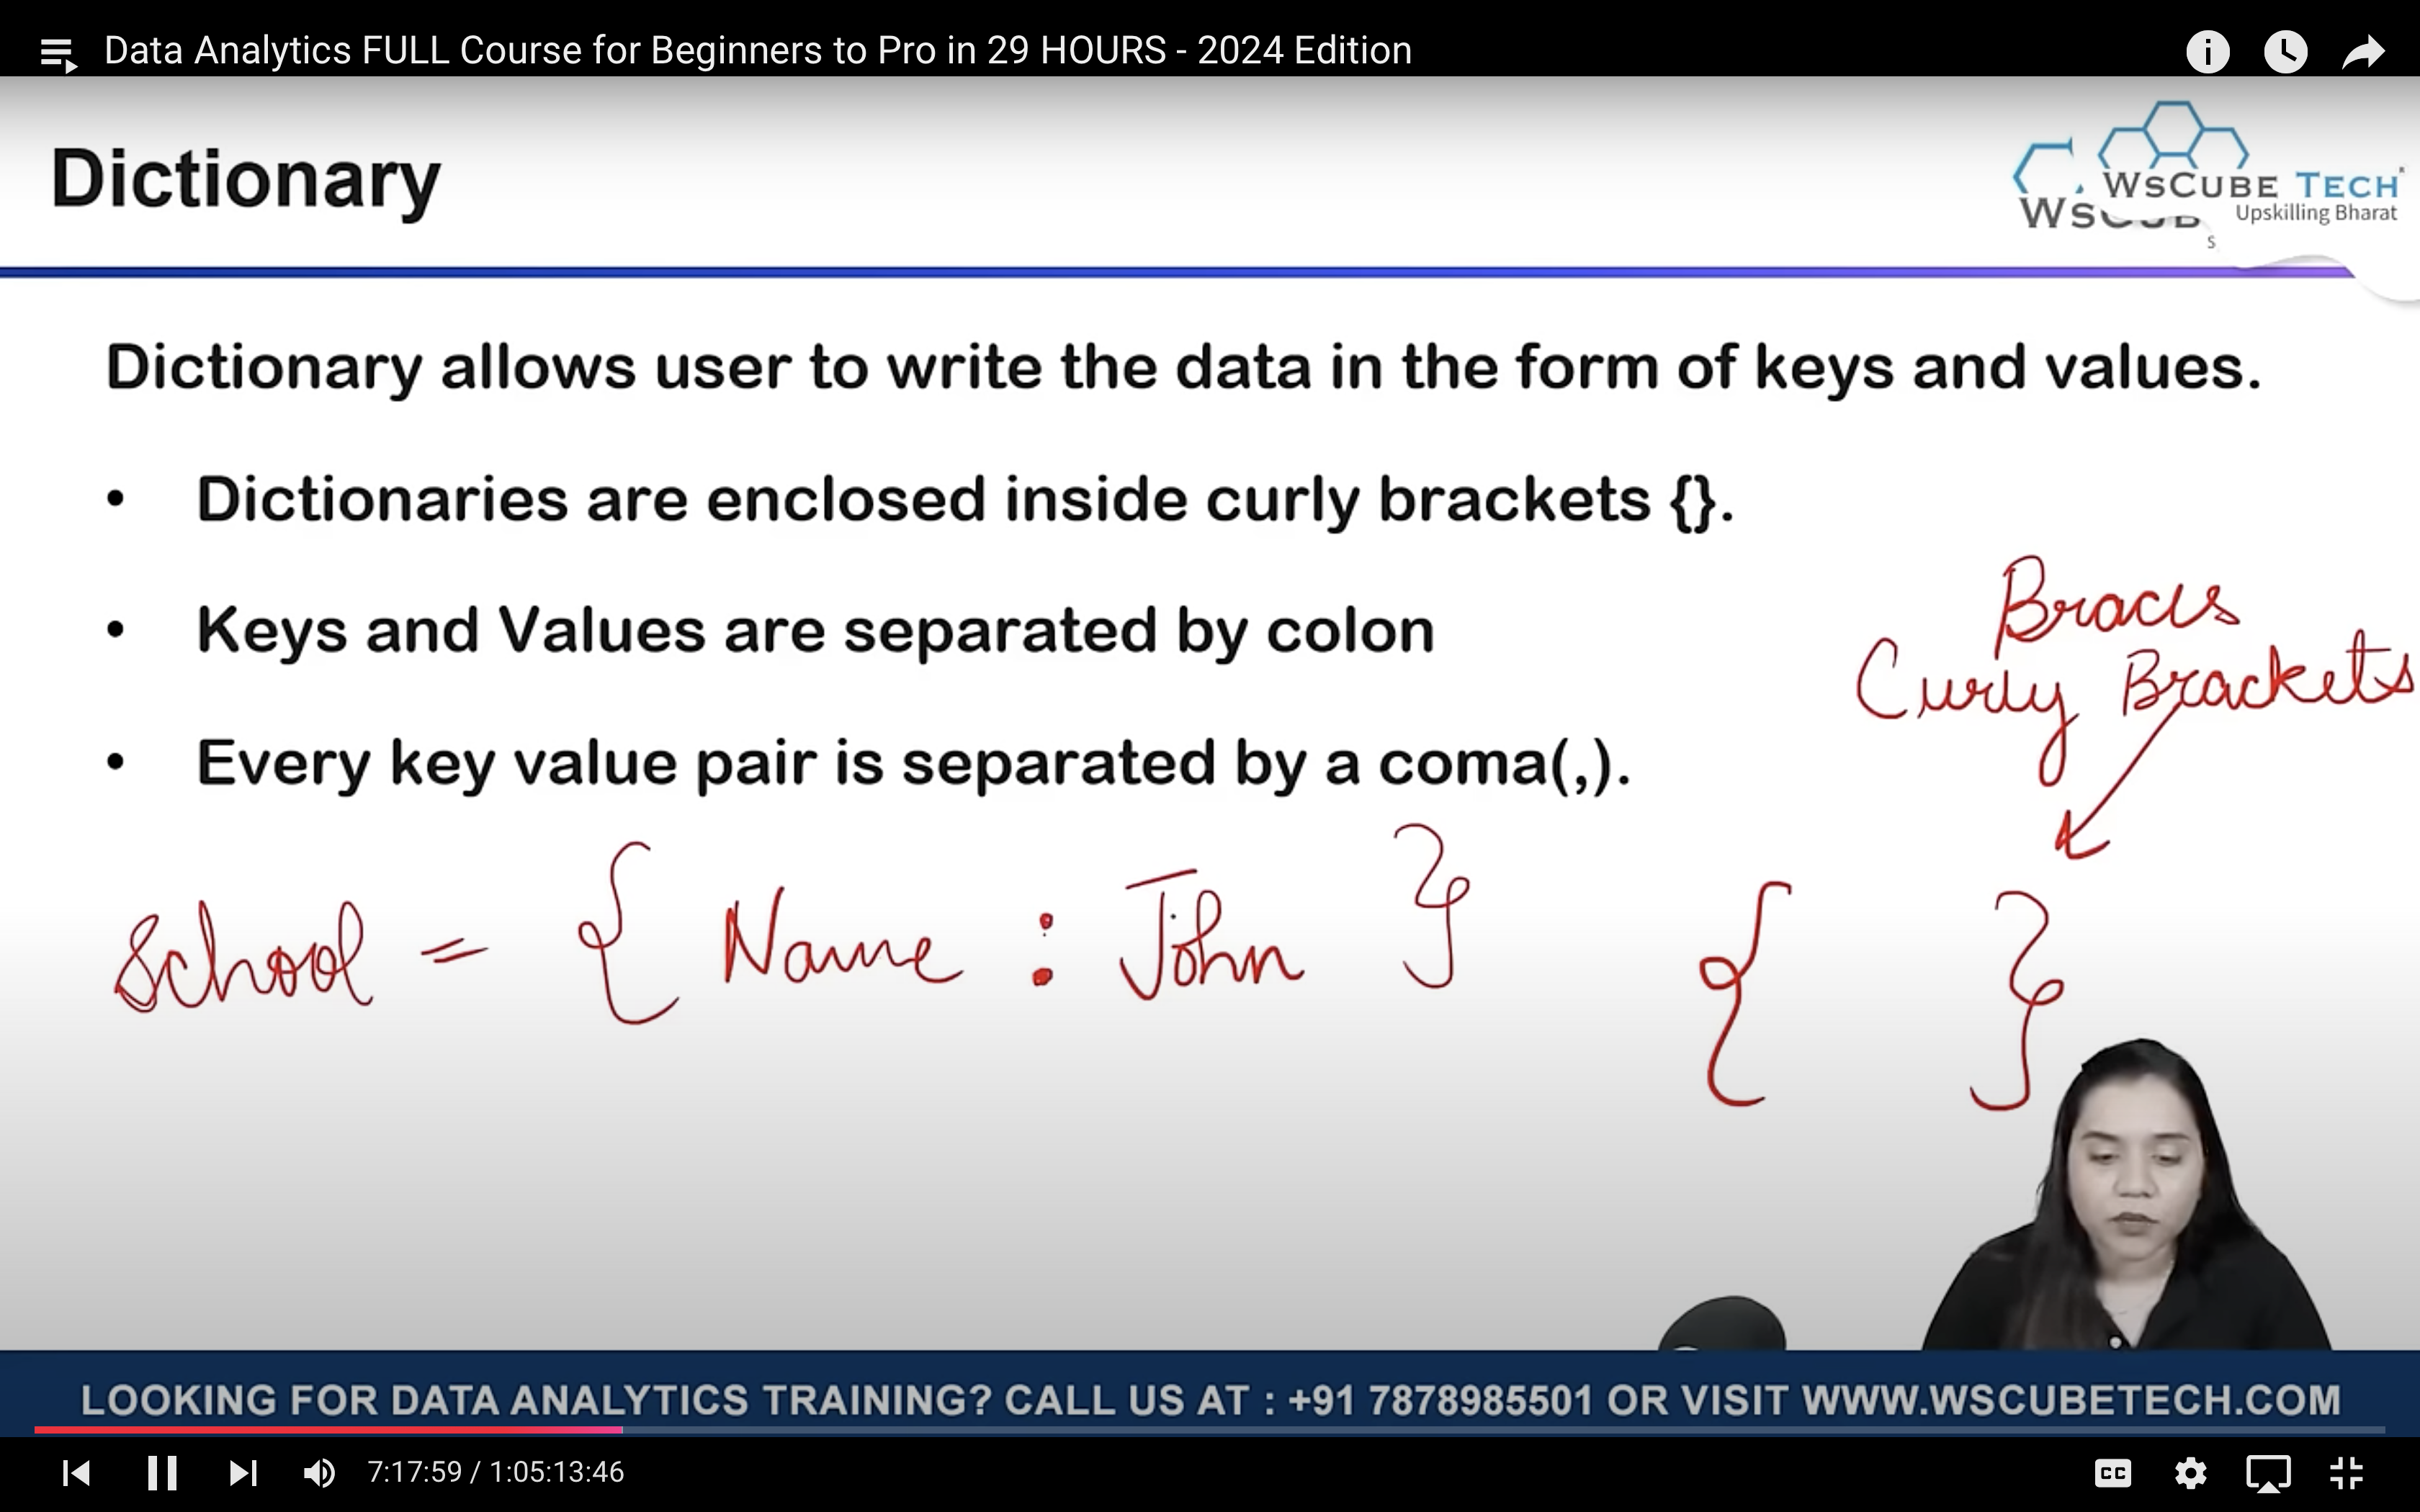 Data Analytics FULL Course for Beginners to Pro in 29 HOURS - 2024 Edition
Dictionary
WSCUBE TECH
Upskilling Bharat
Dictionary allows user to write the data in the form of keys and values.
• Dictionaries are enclosed inside curly brackets {}.
• Keys and Values are separated by colon
• Every key value pair is separated by a coma(,).
Braces
Curly Brackets
School = { Name : John }
{ }
LOOKING FOR DATA ANALYTICS TRAINING? CALL US AT : +91 7878985501 OR VISIT WWW.WSCUBETECH.COM
7:17:59 / 1:05:13:46
CC